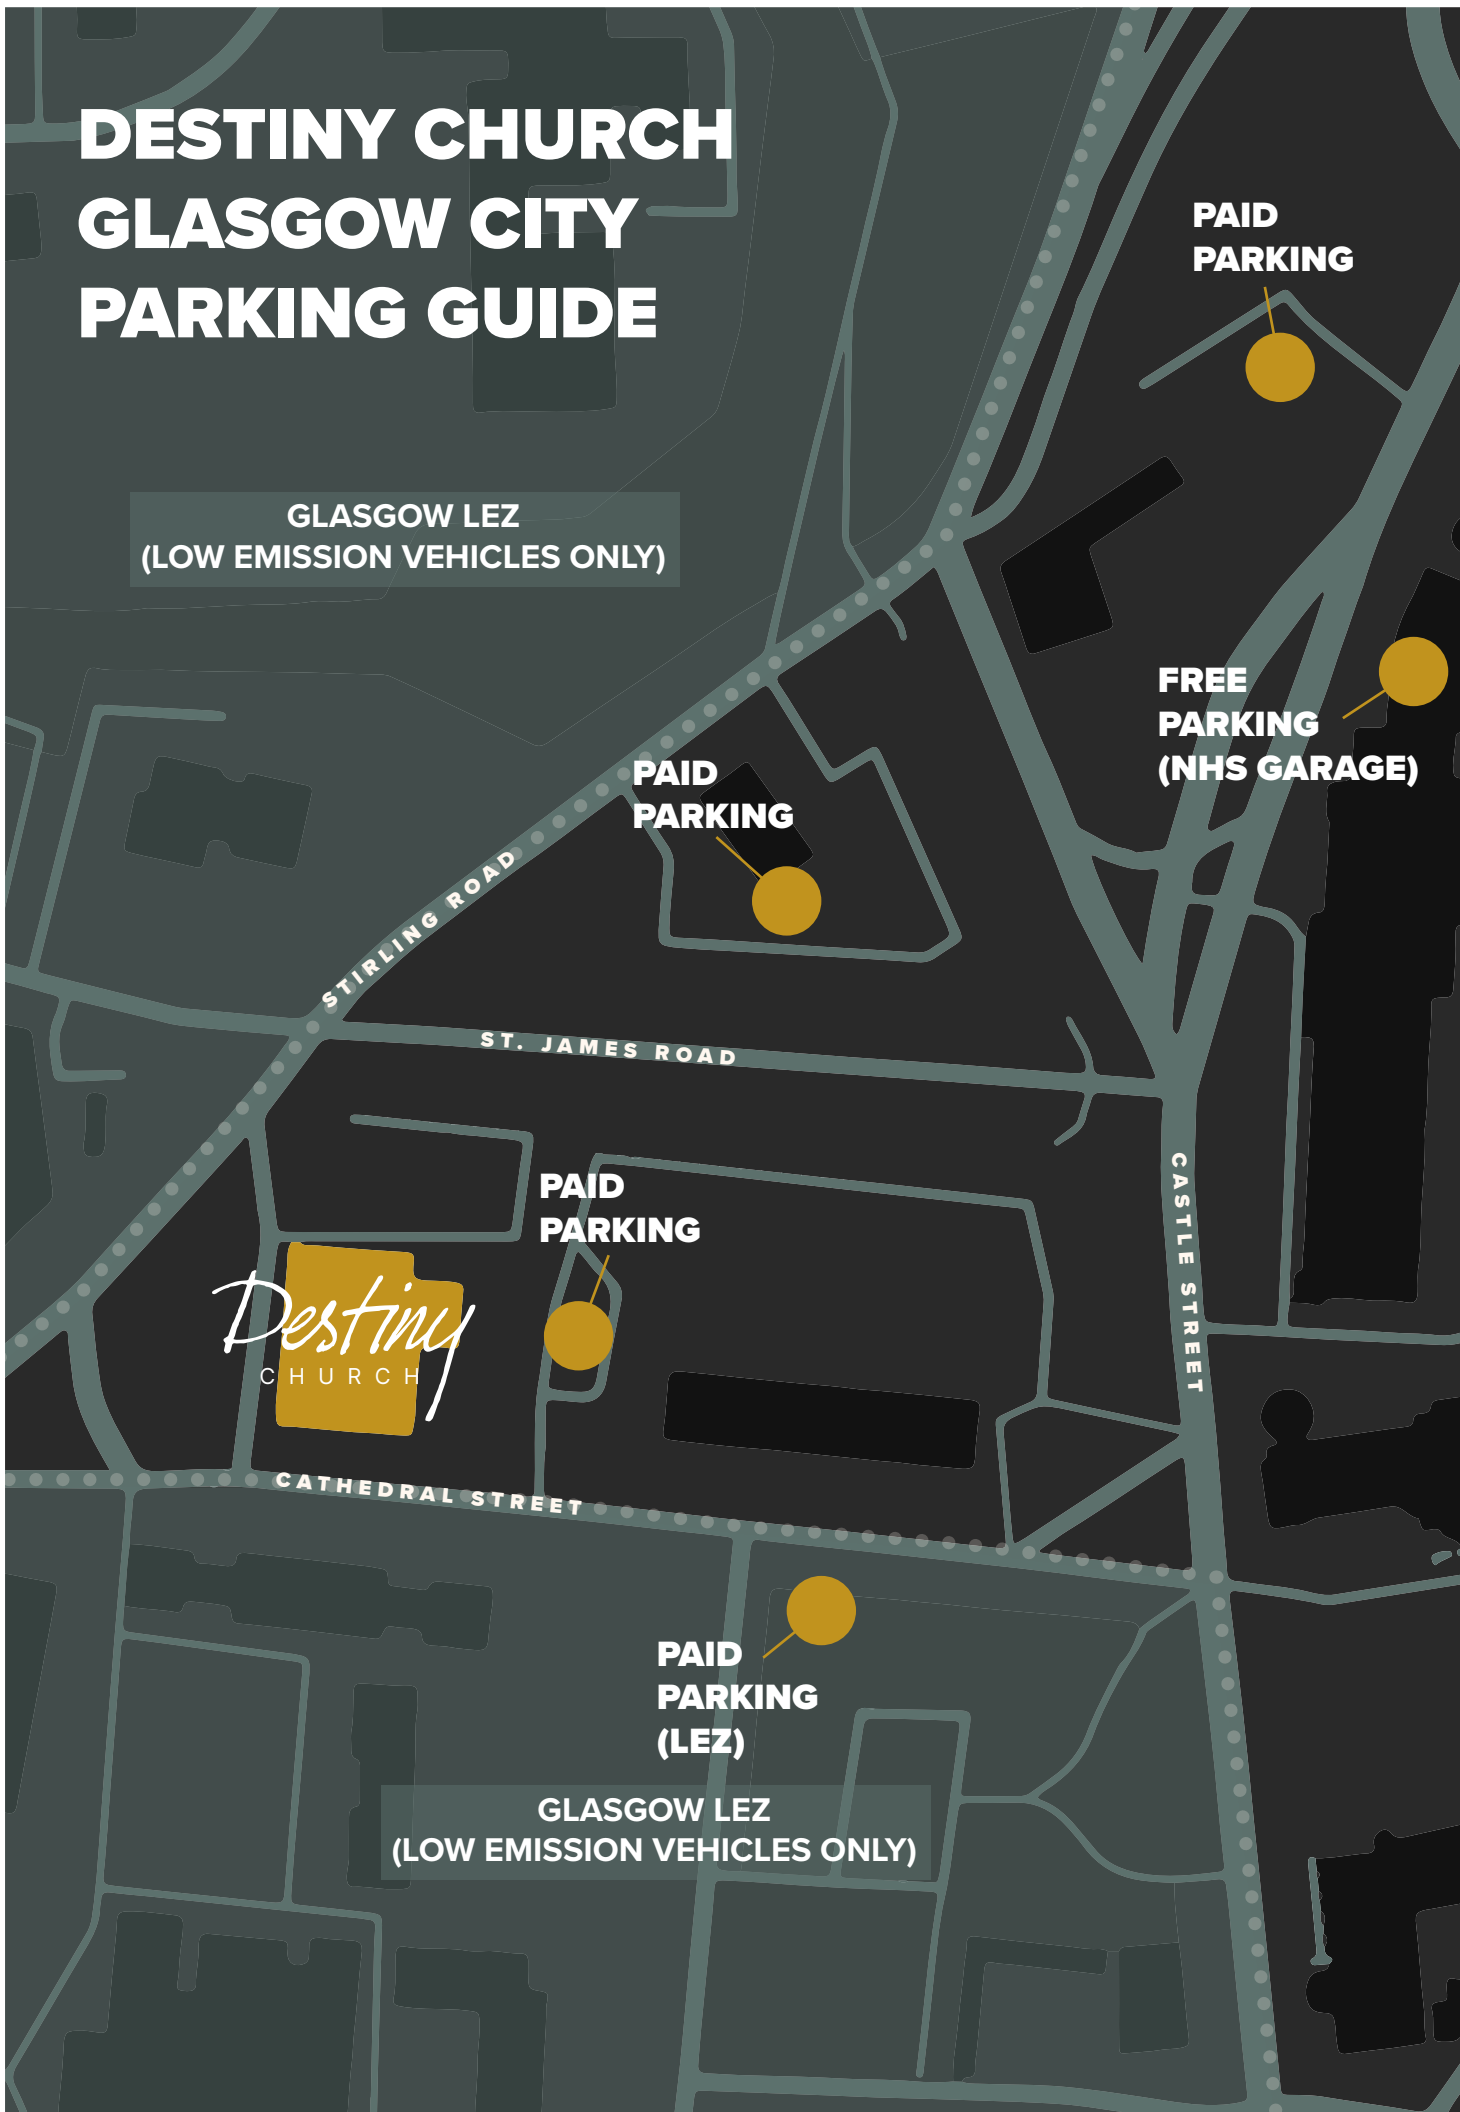 DESTINY CHURCH
GLASGOW CITY
PARKING GUIDE
PAID
PARKING
GLASGOW LEZ
(LOW EMISSION VEHICLES ONLY)
FREE
PARKING
(NHS GARAGE)
PAID
PARKING
STIRLING ROAD
ST. JAMES ROAD
CASTLE STREET
PAID
PARKING
Destiny
CHURCH
CATHEDRAL STREET
PAID
PARKING
(LEZ)
GLASGOW LEZ
(LOW EMISSION VEHICLES ONLY)